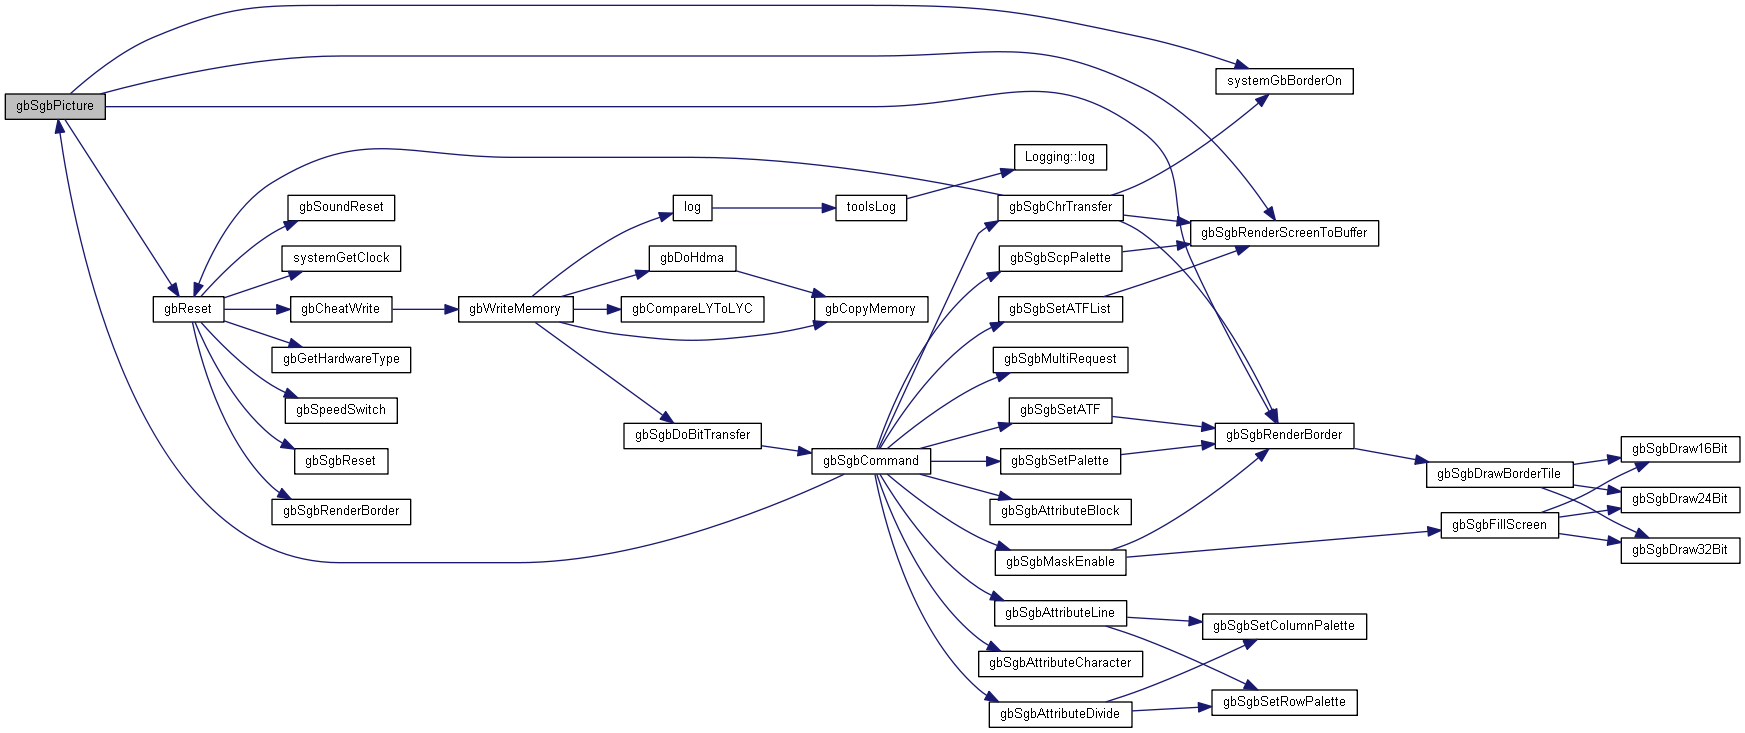 gbSgbPicture
gbReset
gbSoundReset
systemGetClock
gbCheatWrite
gbGetHardwareType
gbSpeedSwitch
gbSgbReset
gbSgbRenderBorder
gbWriteMemory
log
gbDoHdma
gbCompareLYToLYC
gbSgbDoBitTransfer
toolsLog
gbCopyMemory
gbSgbCommand
Logging::log
gbSgbChrTransfer
gbSgbScpPalette
gbSgbSetATFList
gbSgbMultiRequest
gbSgbSetATF
gbSgbSetPalette
gbSgbAttributeBlock
gbSgbMaskEnable
gbSgbAttributeLine
gbSgbAttributeCharacter
gbSgbAttributeDivide
systemGbBorderOn
gbSgbRenderScreenToBuffer
gbSgbRenderBorder
gbSgbSetColumnPalette
gbSgbSetRowPalette
gbSgbDrawBorderTile
gbSgbFillScreen
gbSgbDraw16Bit
gbSgbDraw24Bit
gbSgbDraw32Bit